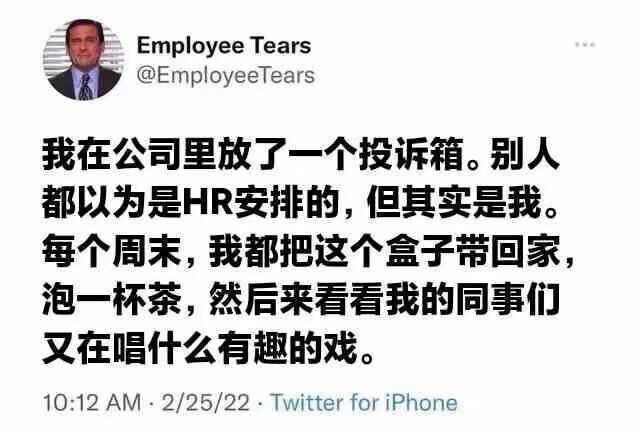 Employee Tears
@EmployeeTears
我在公司里放了一个投诉箱。别人
都以为是HR安排的，但其实是我。
每个周末，我都把这个盒子带回家，
泡一杯茶，然后来看看我的同事们
又在唱什么有趣的戏。
10:12 AM · 2/25/22 · Twitter for iPhone